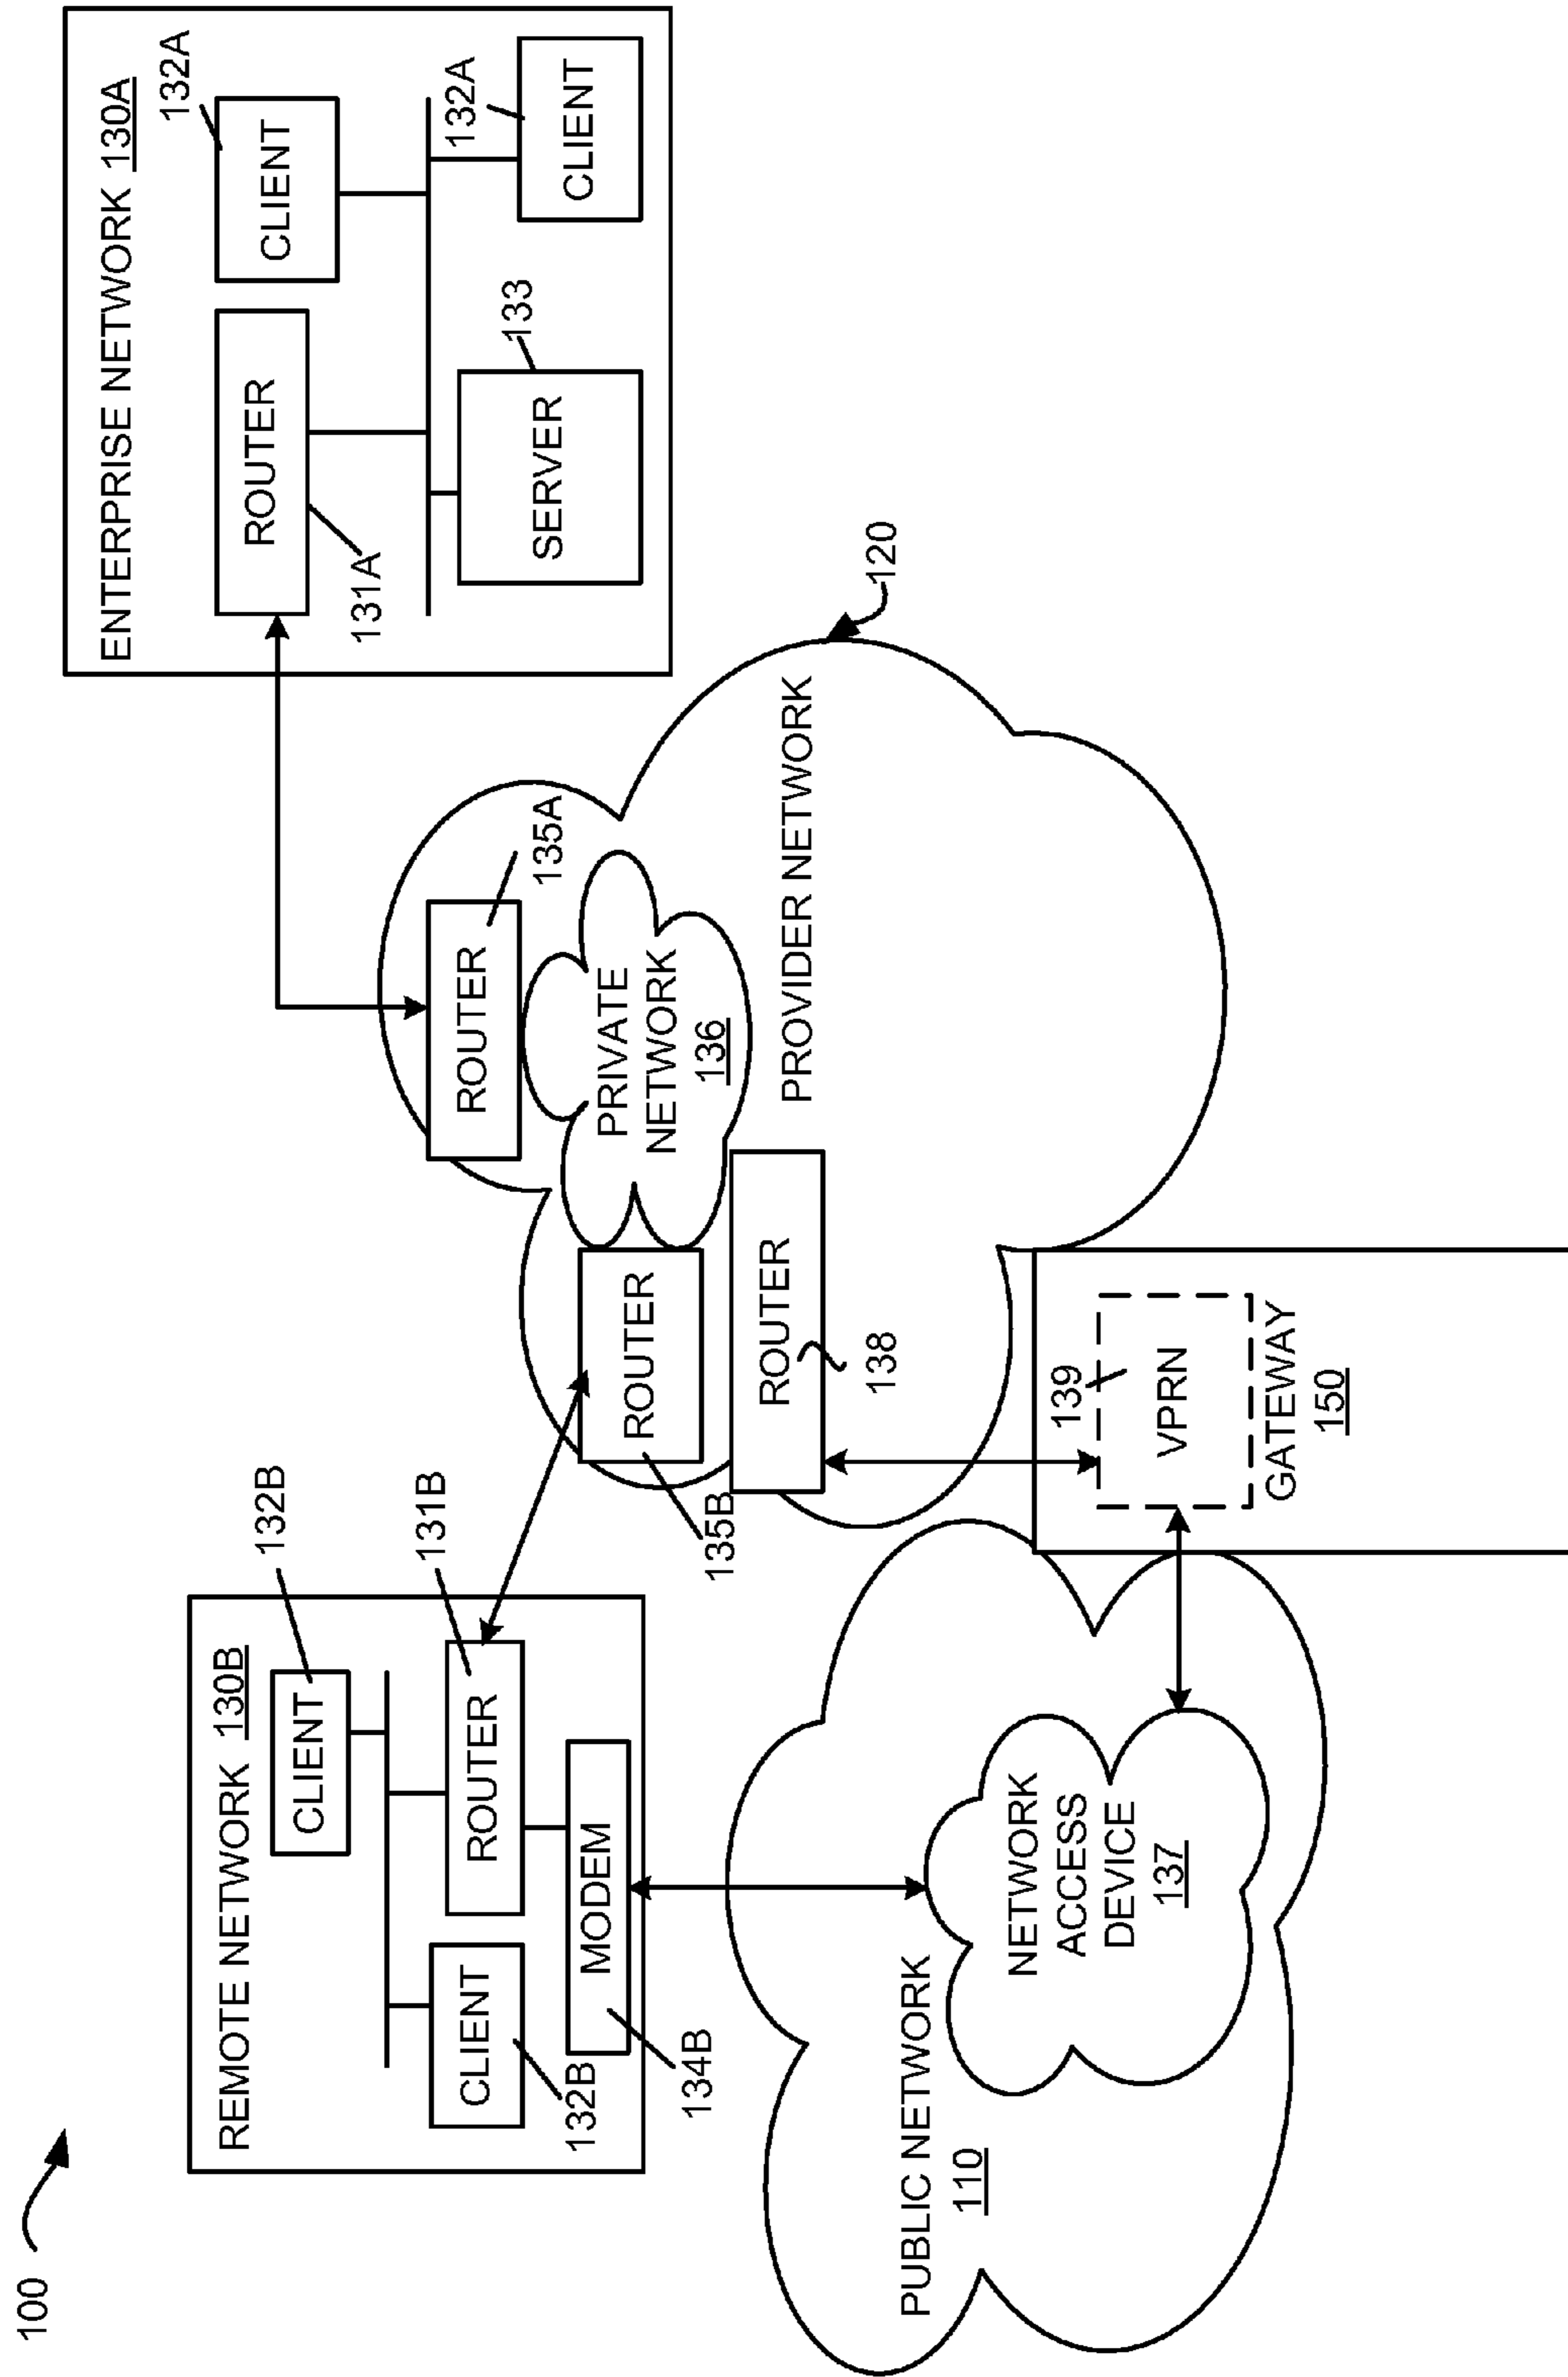 100
REMOTE NETWORK 130B
CLIENT
132B
ROUTER
131B
CLIENT
132B
MODEM
134B
ENTERPRISE NETWORK 130A
ROUTER
131A
CLIENT
132A
SERVER
133
CLIENT
132A
ROUTER
135A
PRIVATE
NETWORK
136
ROUTER
135B
ROUTER
138
PROVIDER NETWORK
120
PUBLIC NETWORK
110
NETWORK
ACCESS
DEVICE
137
139
VPRN
GATEWAY
150